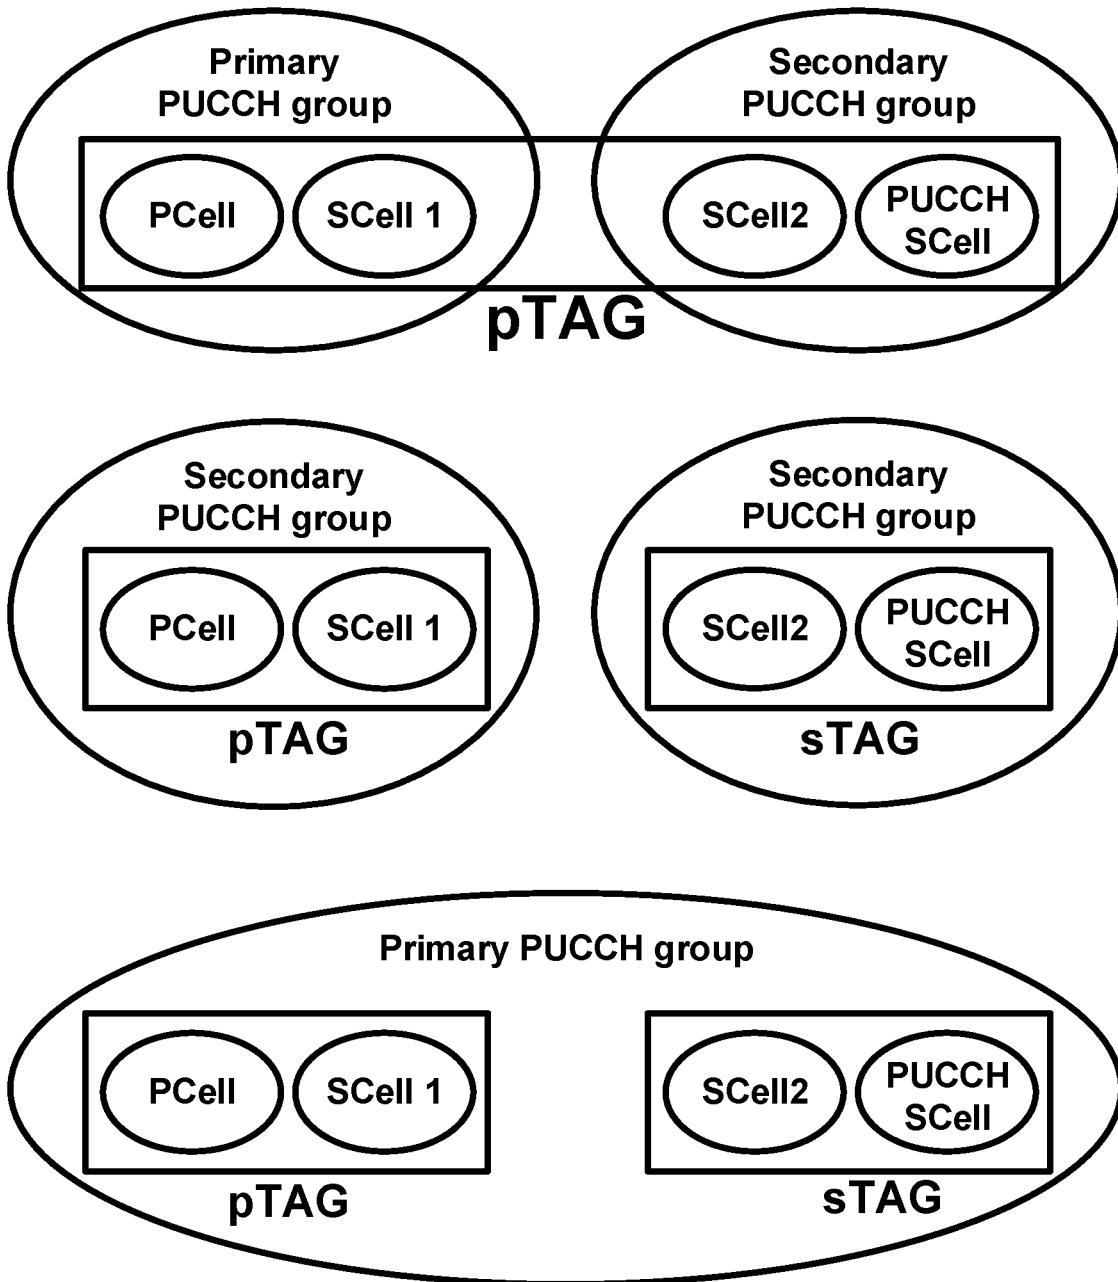 Primary
PUCCH group
Secondary
PUCCH group
PCell
SCell 1
SCell2
PUCCH
SCell
pTAG
Secondary
PUCCH group
Secondary
PUCCH group
PCell
SCell 1
SCell2
PUCCH
SCell
pTAG
sTAG
Primary PUCCH group
PCell
SCell 1
SCell2
PUCCH
SCell
pTAG
sTAG